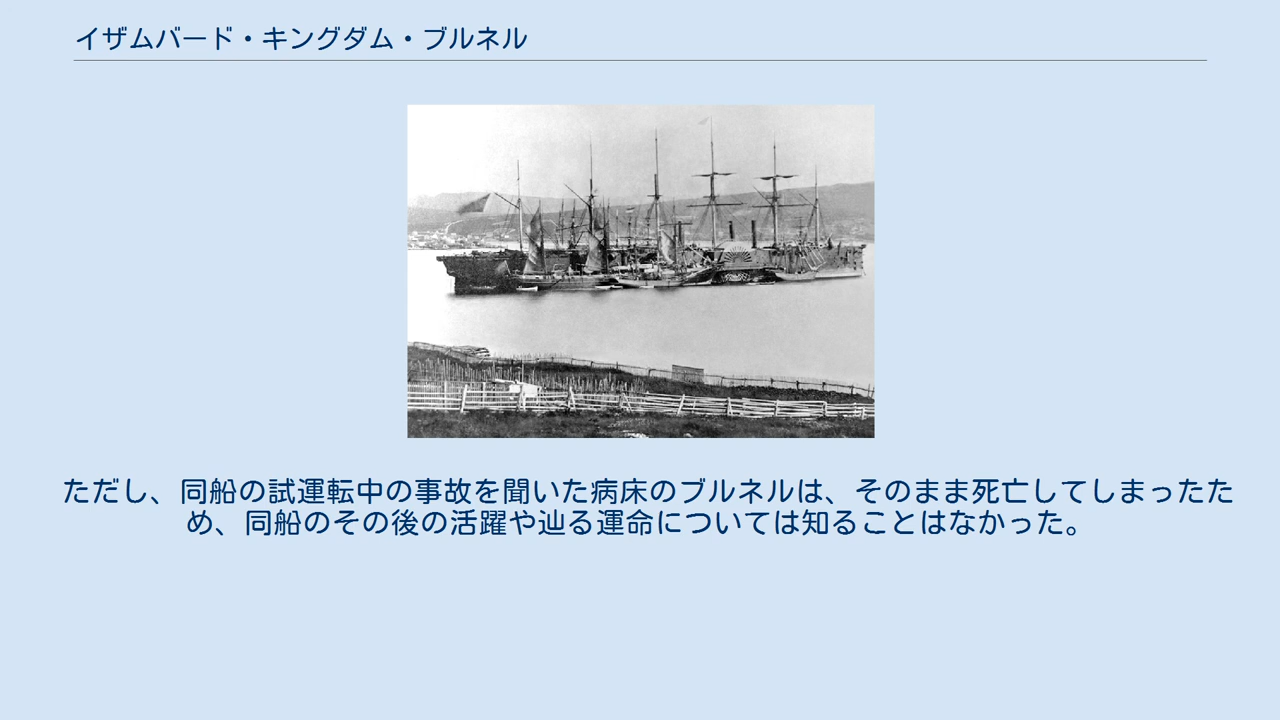 イザムバード・キングダム・ブルネル
ただし、同船の試運転中の事故を聞いた病床のブルネルは、そのまま死亡してしまったた
め、同船のその後の活躍や辿る運命については知ることはなかった。